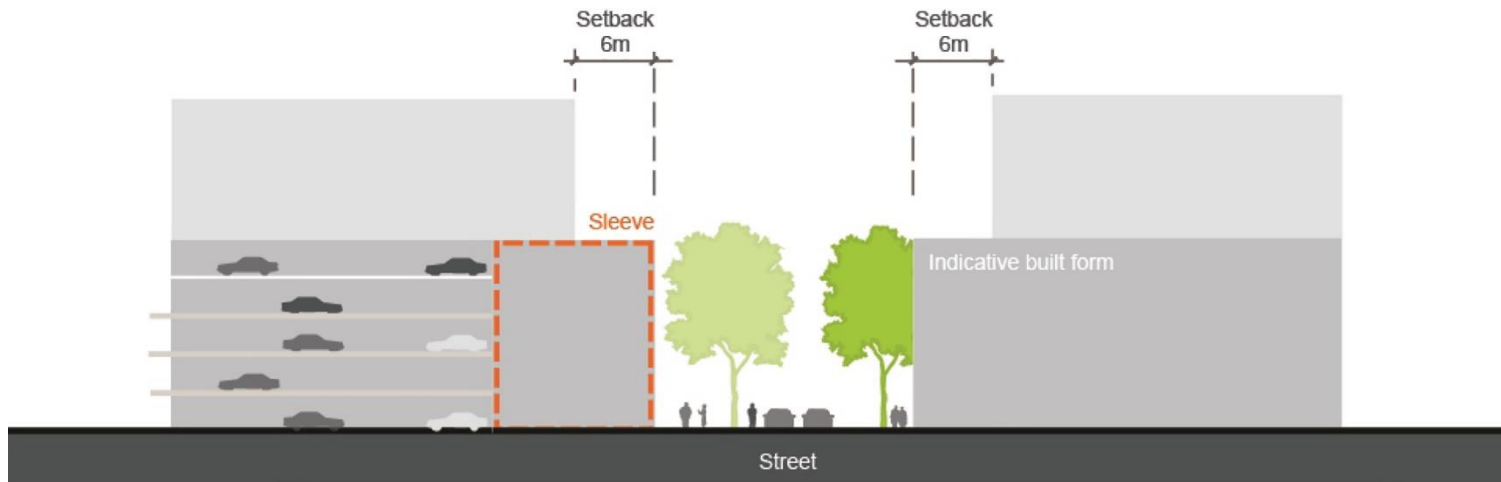 Setback
6m
Setback
6m
Sleeve
Indicative built form
Street